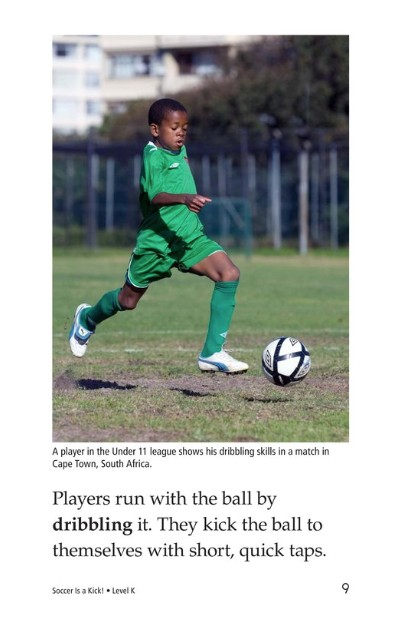 A player in the Under 11 league shows his dribbling skills in a match in
Cape Town, South Africa.
Players run with the ball by
dribbling it. They kick the ball to
themselves with short, quick taps.
Soccer Is a Kick! • Level K
9